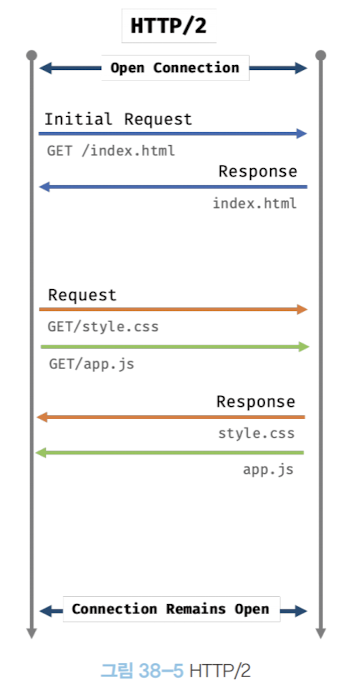 HTTP/2
Open Connection
Initial Request
GET /index.html
Response
index.html
Request
GET/style.css
GET/app.js
Response
style.css
app.js
Connection Remains Open
그림 38-5 HTTP/2